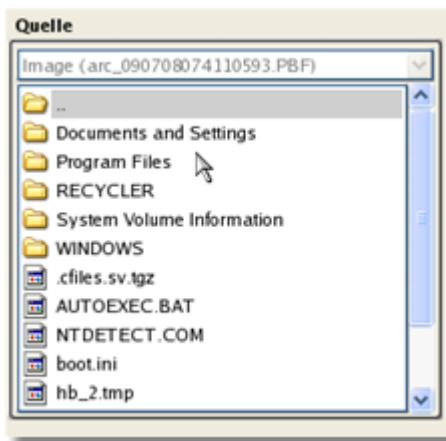 Quelle
Image (arc_090708074110593.PBF)
..
Documents and Settings
Program Files
RECYCLER
System Volume Information
WINDOWS
.cfiles.sv.tgz
AUTOEXEC.BAT
NTDETECT.COM
boot.ini
hb_2.tmp